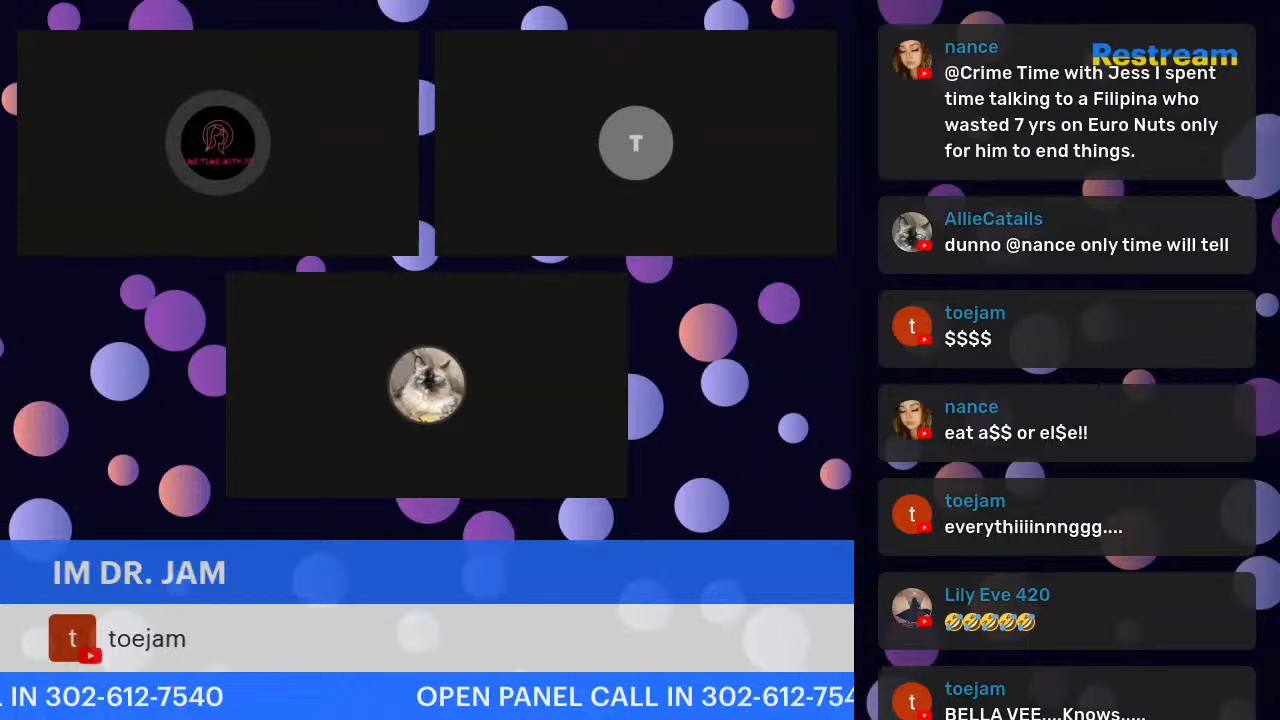 T
nance
Restream
@Crime Time with Jess I spent
time talking to a Filipina who
wasted 7 yrs on Euro Nuts only
for him to end things.
AllieCatails
dunno @nance only time will tell
t
toejam
$$$$
nance
eat a$$ or el$e!!
t
toejam
everythiiiinnnggg....
Lily Eve 420
🤣🤣🤣🤣🤣
t
toejam
BELLA VEE....Knows.....
IM DR. JAM
t
toejam
L IN 302-612-7540
OPEN PANEL CALL IN 302-612-754